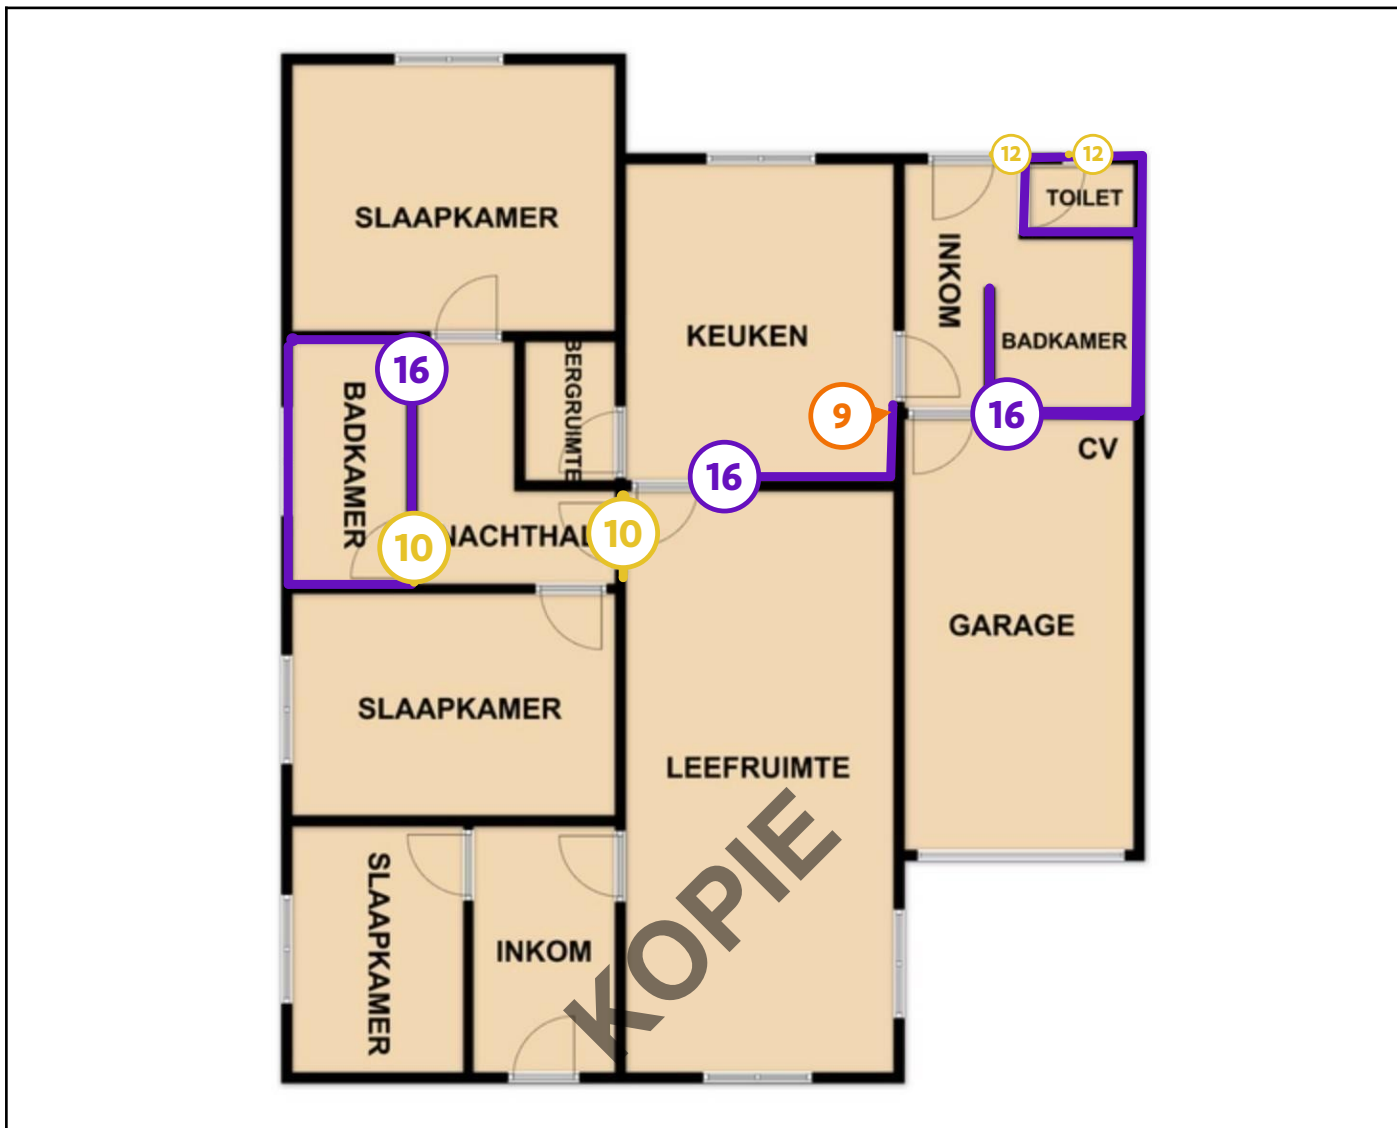 12
12
TOILET
SLAAPKAMER
INKOM
KEUKEN
BADKAMER
BERGRUIMTE
16
BADKAMER
9
16
CV
16
10
NACHTHAL
10
GARAGE
SLAAPKAMER
LEEFRUIMTE
KOPIE
SLAAPKAMER
INKOM